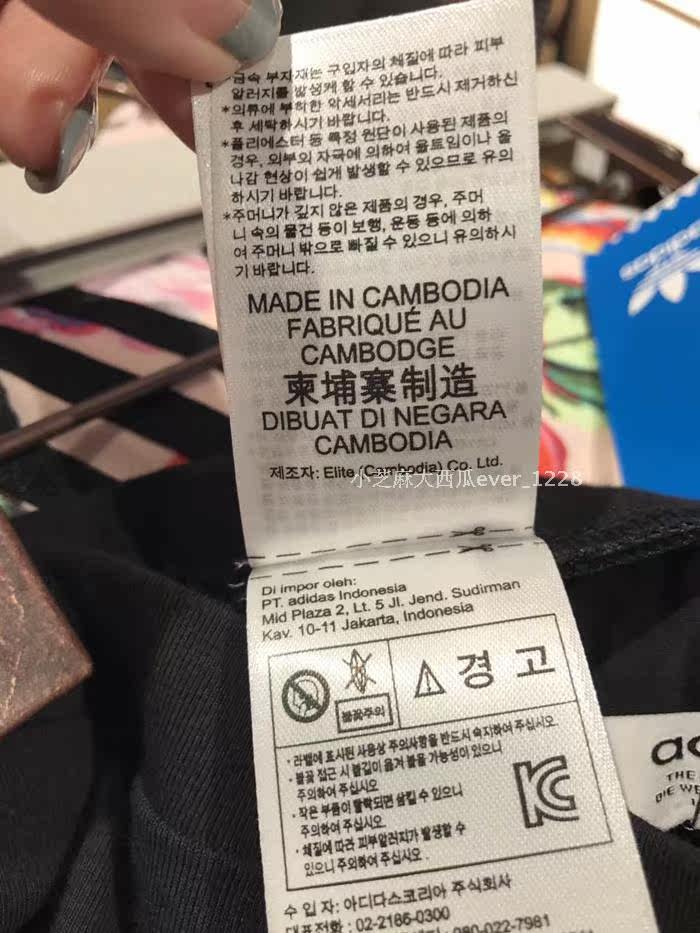 금속 부자재는 구입자의 체질에 따라 피부
알러지를 발생케 할 수 있습니다.
*의류에 부착한 악세서리는 반드시 제거하신
후 세탁하시기 바랍니다.
*폴리에스터 등 특정 원단이 사용된 제품의
경우, 외부의 자극에 의하여 올트임이나 올
나감 현상이 쉽게 발생할 수 있으므로 유의
하시기 바랍니다.
*주머니가 깊지 않은 제품의 경우, 주머
니 속의 물건 등이 보행, 운동 등에 의하
여 주머니 밖으로 빠질 수 있으니 유의하시
기 바랍니다.
MADE IN CAMBODIA
FABRIQUÉ AU
CAMBODGE
柬埔寨制造
DIBUAT DI NEGARA
CAMBODIA
제조자: Elite (Cambodia) Co. Ltd.
小芝麻大西瓜ever_1228
Di impor oleh:
PT. adidas Indonesia
Mid Plaza 2, Lt. 5 Jl. Jend. Sudirman
Kav. 10-11 Jakarta, Indonesia
불꽃주의
경 고
· 라벨에 표시된 사용상 주의사항을 반드시 숙지하여 주십시오.
· 불꽃 접근 시 불길이 옮겨 붙을 가능성이 있으니
주의하여 주십시오
· 작은 부품이 탈락되면 삼킬 수 있으니
주의하여 주십시오
· 체질에 따라 피부알러지가 발생할 수
있으니 주의하여 주십시오.
수 입 자: 아디다스코리아 주식회사
대표전화 : 02-2186-0300
080-022-7981
adidas
THE
DIE WE